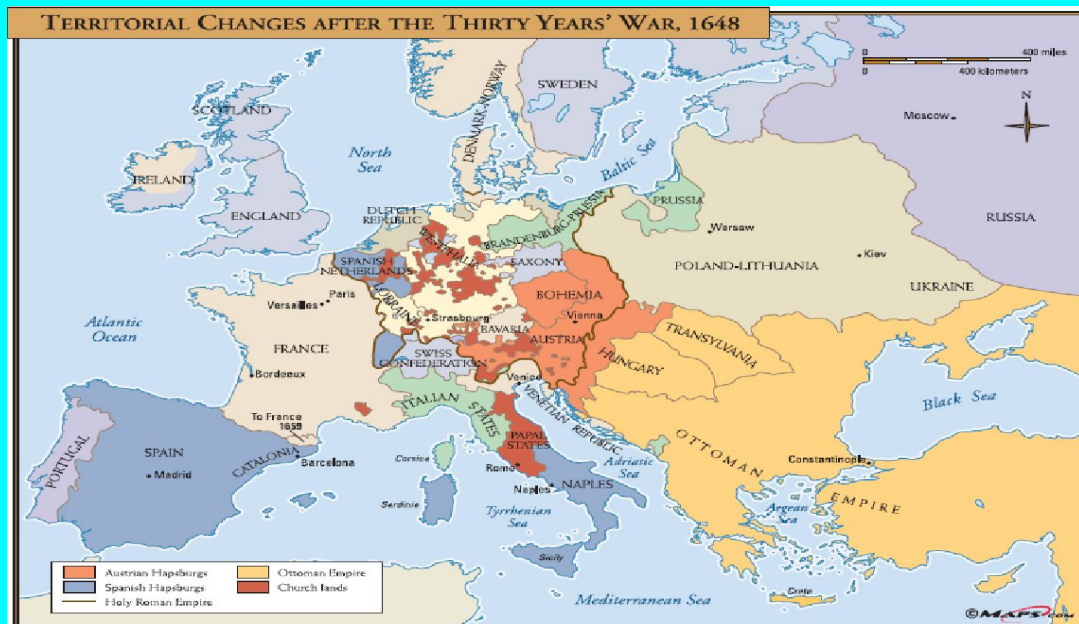 TERRITORIAL CHANGES AFTER THE THIRTY YEARS' WAR, 1648
0 400 miles
0 400 kilometers
N
SCOTLAND
SWEDEN
DENMARK-NORWAY
Moscow
North
Sea
Baltic Sea
IRELAND
ENGLAND
DUTCH
REPUBLIC
WESTPHALIA
BRANDENBURG-PRUSSIA
PRUSSIA
RUSSIA
Warsaw
SPANISH
NETHERLANDS
SAXONY
POLAND-LITHUANIA
Kiev
UKRAINE
LORRAINE
BOHEMIA
Paris
Versailles
Strasbourg
BAVARIA
Vienna
Atlantic
Ocean
FRANCE
SWISS
CONFEDERATION
AUSTRIA
HUNGARY
TRANSYLVANIA
Bordeaux
Venice
VENETIAN REPUBLIC
ITALIAN
STATES
Black Sea
To France
1659
PAPAL
STATES
OTTOMAN
EMPIRE
PORTUGAL
SPAIN
Madrid
CATALONIA
Barcelona
Corsica
Rome
Adriatic
Sea
Constantinople
Sardinia
Naples
NAPLES
Tyrrhenian
Sea
Aegean
Sea
Sicily
Crete
Mediterranean Sea
Austrian Hapsburgs
Spanish Hapsburgs
Holy Roman Empire
Ottoman Empire
Church lands
©MAPS.com